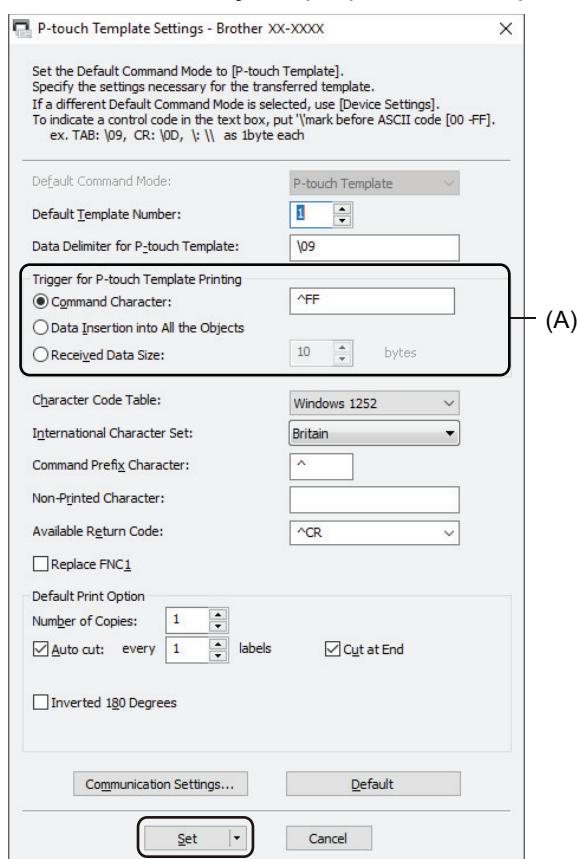 P-touch Template Settings - Brother XX-XXXX
Set the Default Command Mode to [P-touch Template].
Specify the settings necessary for the transferred template.
If a different Default Command Mode is selected, use [Device Settings].
To indicate a control code in the text box, put '\'mark before ASCII code [00 -FF].
ex. TAB: \09, CR: \0D, \: \\ as 1byte each
Default Command Mode: P-touch Template
Default Template Number: 1
Data Delimiter for P-touch Template: \09
Trigger for P-touch Template Printing
Command Character: ^FF
Data Insertion into All the Objects
(A)
Received Data Size: 10 bytes
Character Code Table: Windows 1252
International Character Set: Britain
Command Prefix Character: ^
Non-Printed Character:
Available Return Code: ^CR
Replace FNC1
Default Print Option
Number of Copies: 1
Auto cut: every 1 labels Cut at End
Inverted 180 Degrees
Communication Settings... Default
Set Cancel